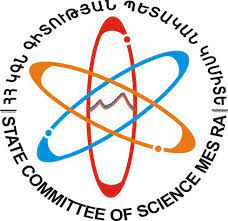 ՀՀ ԿԳՆ ԳԻՏՈՒԹՅԱՆ ՊԵՏԱԿԱՆ ԿՈՄԻՏԵ
STATE COMMITTEE OF SCIENCE MES RA